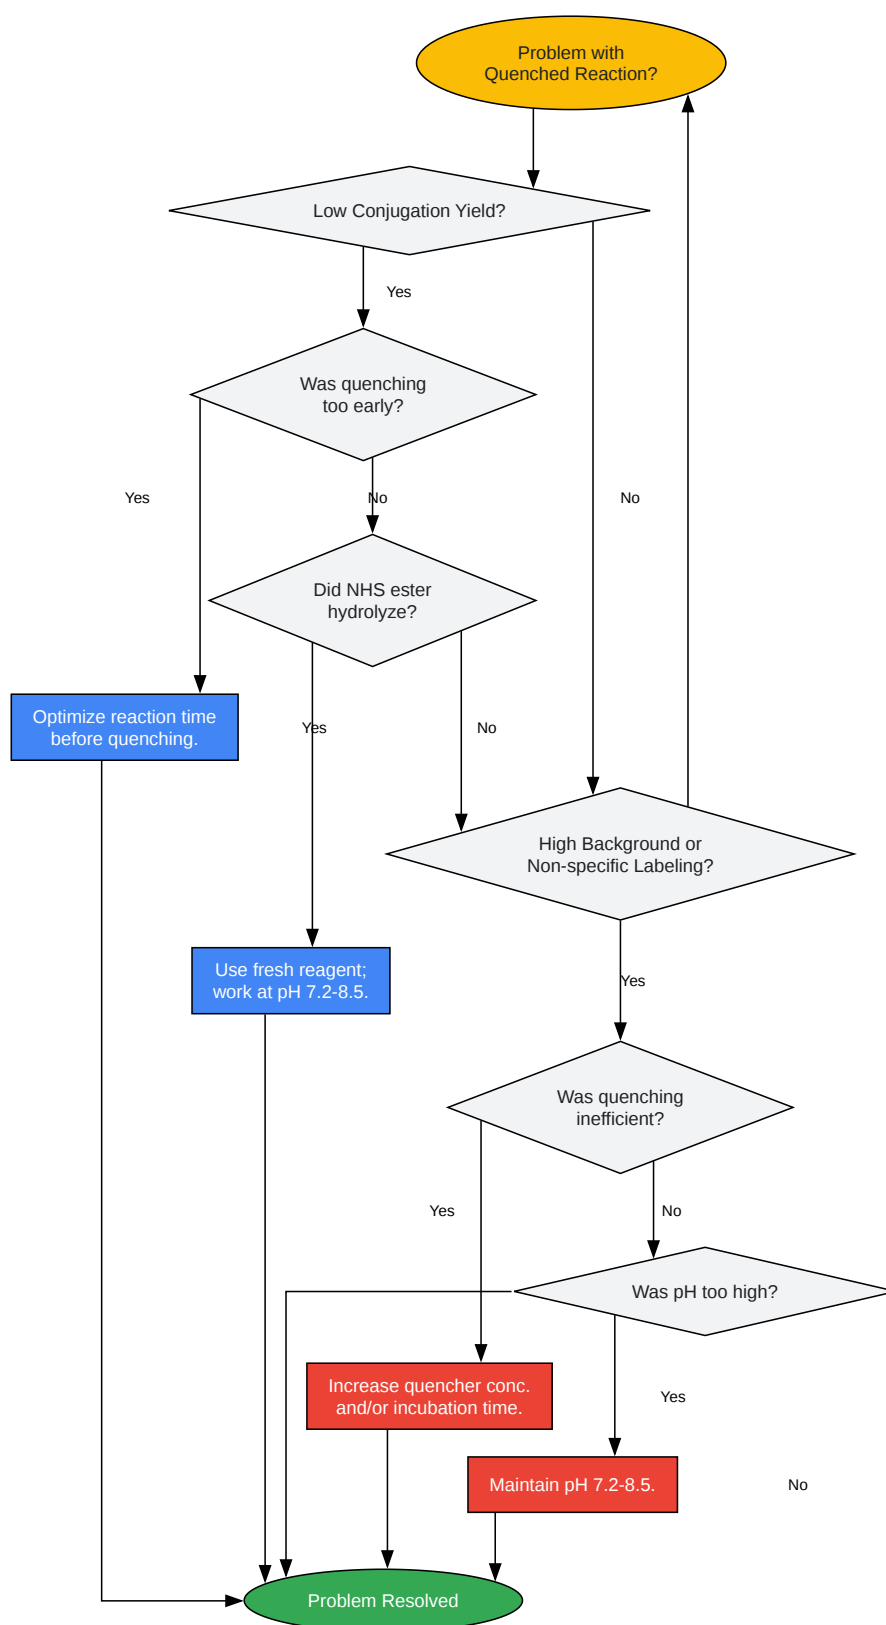 Problem with
Quenched Reaction?
Low Conjugation Yield?
Yes
Was quenching
too early?
Yes
No
No
Did NHS ester
hydrolyze?
Optimize reaction time
before quenching.
Yes
No
High Background or
Non-specific Labeling?
Use fresh reagent;
work at pH 7.2-8.5.
Yes
Was quenching
inefficient?
Yes
No
Was pH too high?
Increase quencher conc.
and/or incubation time.
Yes
Maintain pH 7.2-8.5.
No
Problem Resolved